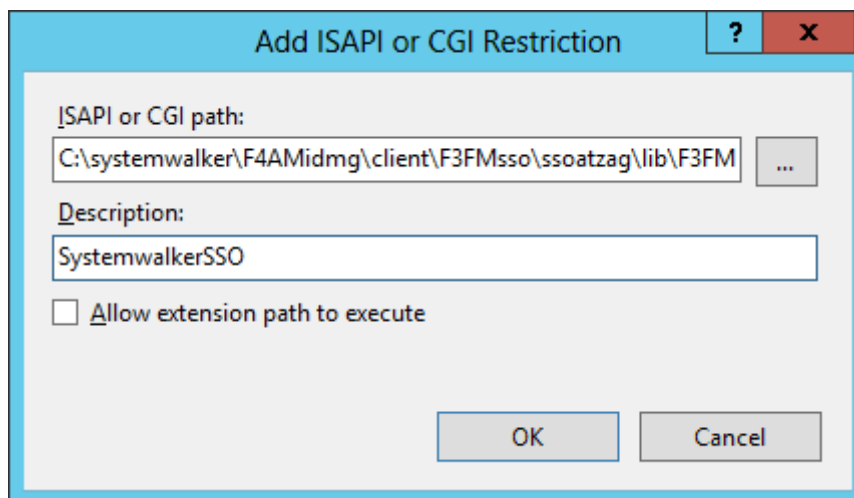 Add ISAPI or CGI Restriction
? x
ISAPI or CGI path:
C:\systemwalker\F4AMidmg\client\F3FMsso\ssoatzag\lib\F3FM
...
Description:
SystemwalkerSSO
Allow extension path to execute
OK Cancel